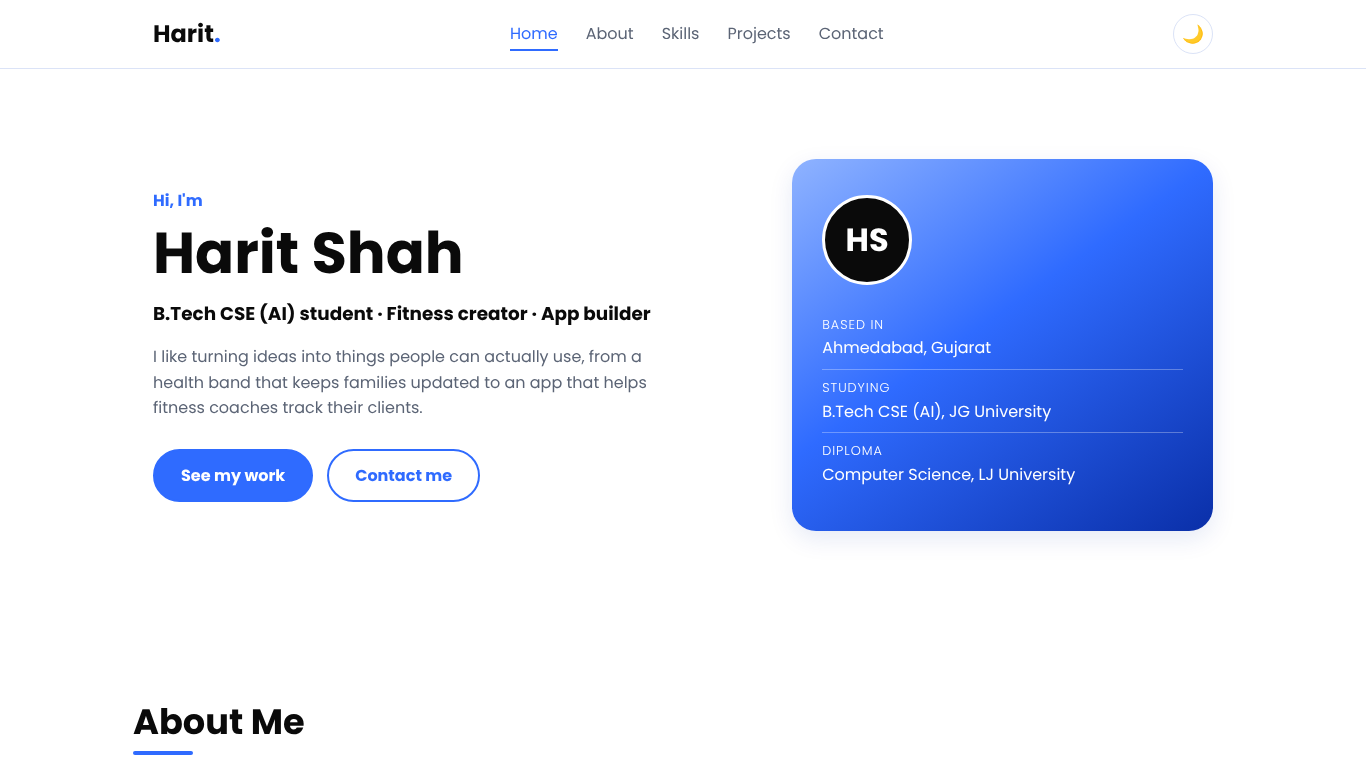 Harit.
Home
About
Skills
Projects
Contact
Hi, I'm
Harit Shah
B.Tech CSE (AI) student · Fitness creator · App builder
I like turning ideas into things people can actually use, from a
health band that keeps families updated to an app that helps
fitness coaches track their clients.
See my work
Contact me
HS
BASED IN
Ahmedabad, Gujarat
STUDYING
B.Tech CSE (AI), JG University
DIPLOMA
Computer Science, LJ University
About Me